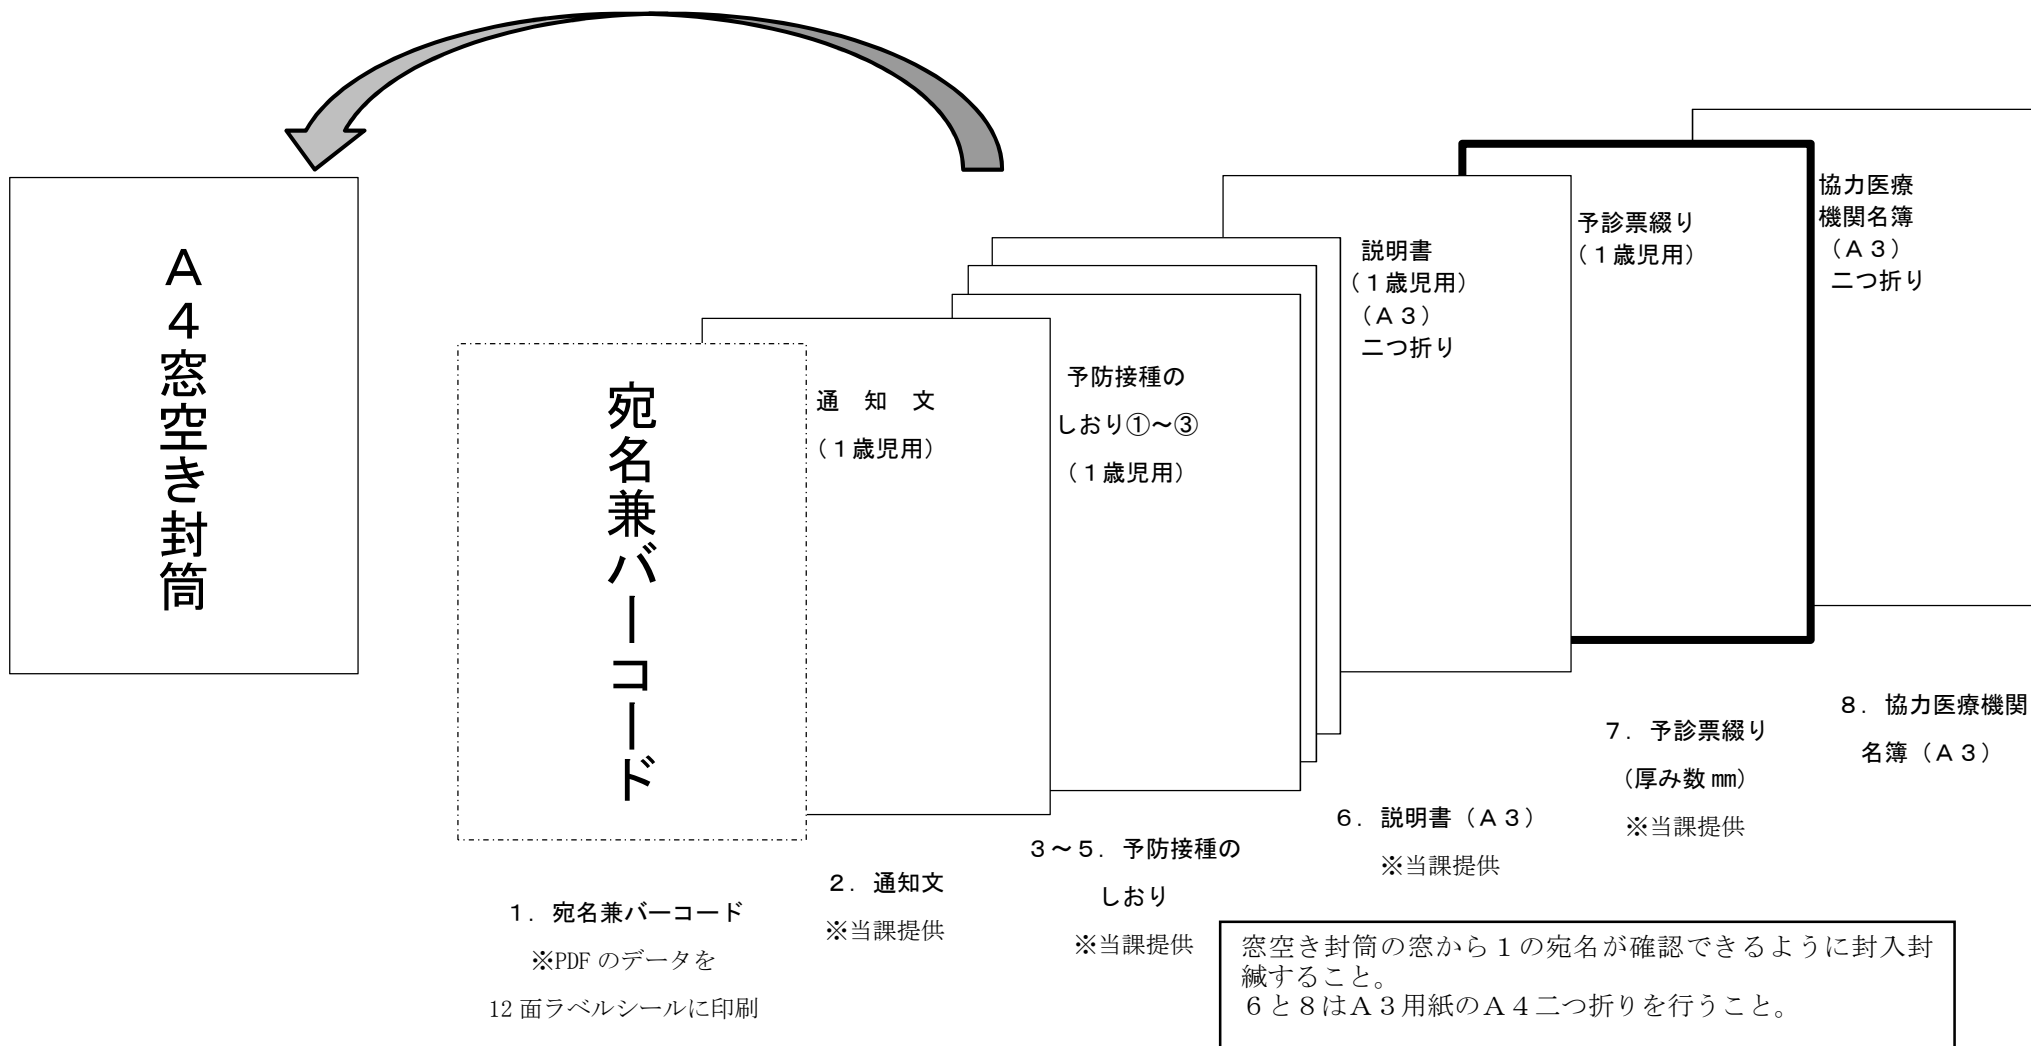 A4窓空き封筒
宛名兼バーコード
通　知　文
（１歳児用）
予防接種の
しおり①～③
（１歳児用）
説明書
（１歳児用）
（Ａ３）
二つ折り
予診票綴り
（１歳児用）
協力医療
機関名簿
（Ａ３）
二つ折り
１．宛名兼バーコード
※PDF のデータを
12 面ラベルシールに印刷
２．通知文
※当課提供
３～５．予防接種の
しおり
※当課提供
６．説明書（Ａ３）
※当課提供
７．予診票綴り
（厚み数 ㎜）
※当課提供
８．協力医療機関
名簿（Ａ３）
窓空き封筒の窓から１の宛名が確認できるように封入封
緘すること。
６と８はＡ３用紙のＡ４二つ折りを行うこと。